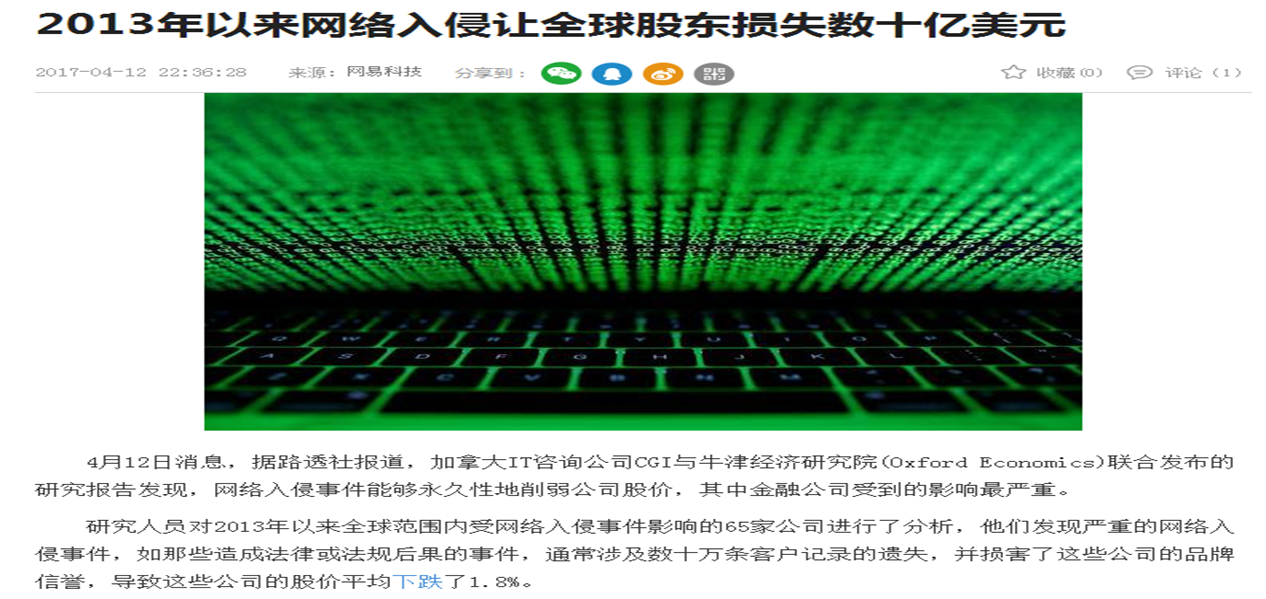 2013年以来网络入侵让全球股东损失数十亿美元
2017-04-12 22:36:28 来源: 网易科技 分享到: 收藏(0) 评论(1)
Q W E R T Y U I O P
A S D F G H J K L
Z X C V B N M
4月12日消息，据路透社报道，加拿大IT咨询公司CGI与牛津经济研究院(Oxford Economics)联合发布的
研究报告发现，网络入侵事件能够永久性地削弱公司股价，其中金融公司受到的影响最严重。
研究人员对2013年以来全球范围内受网络入侵事件影响的65家公司进行了分析，他们发现严重的网络入
侵事件，如那些造成法律或法规后果的事件，通常涉及数十万条客户记录的遗失，并损害了这些公司的品牌
信誉，导致这些公司的股价平均下跌了1.8%。